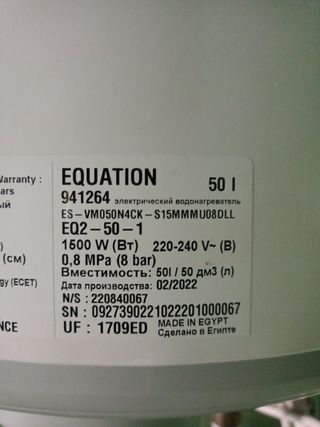 Warranty :
ars
ый
(см)
gy (ECET)
NCE
EQUATION 50 l
941264 электрический водонагреватель
ES-VM050N4CK-S15MMMU08DLL
EQ2-50-1
1500 W (Вт) 220-240 V~ (В)
0,8 MPa (8 bar)
Вместимость: 50l / 50 дм3 (л)
Дата производства: 02/2022
N/S : 220840067
SN : 0927390221022201000067
UF : 1709ED MADE IN EGYPT
Сделано в Египте